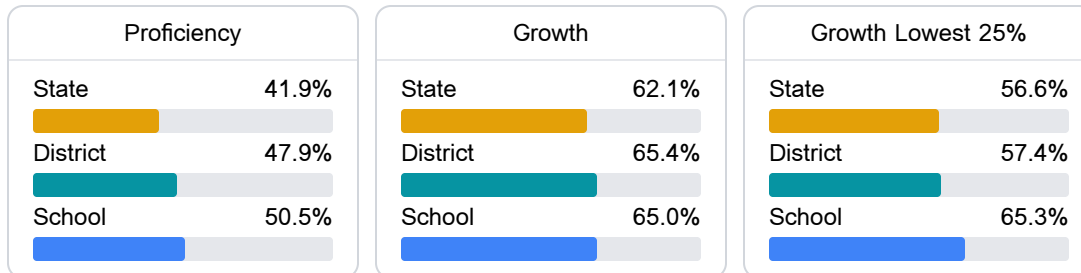 Proficiency
State 41.9%
District 47.9%
School 50.5%
Growth
State 62.1%
District 65.4%
School 65.0%
Growth Lowest 25%
State 56.6%
District 57.4%
School 65.3%